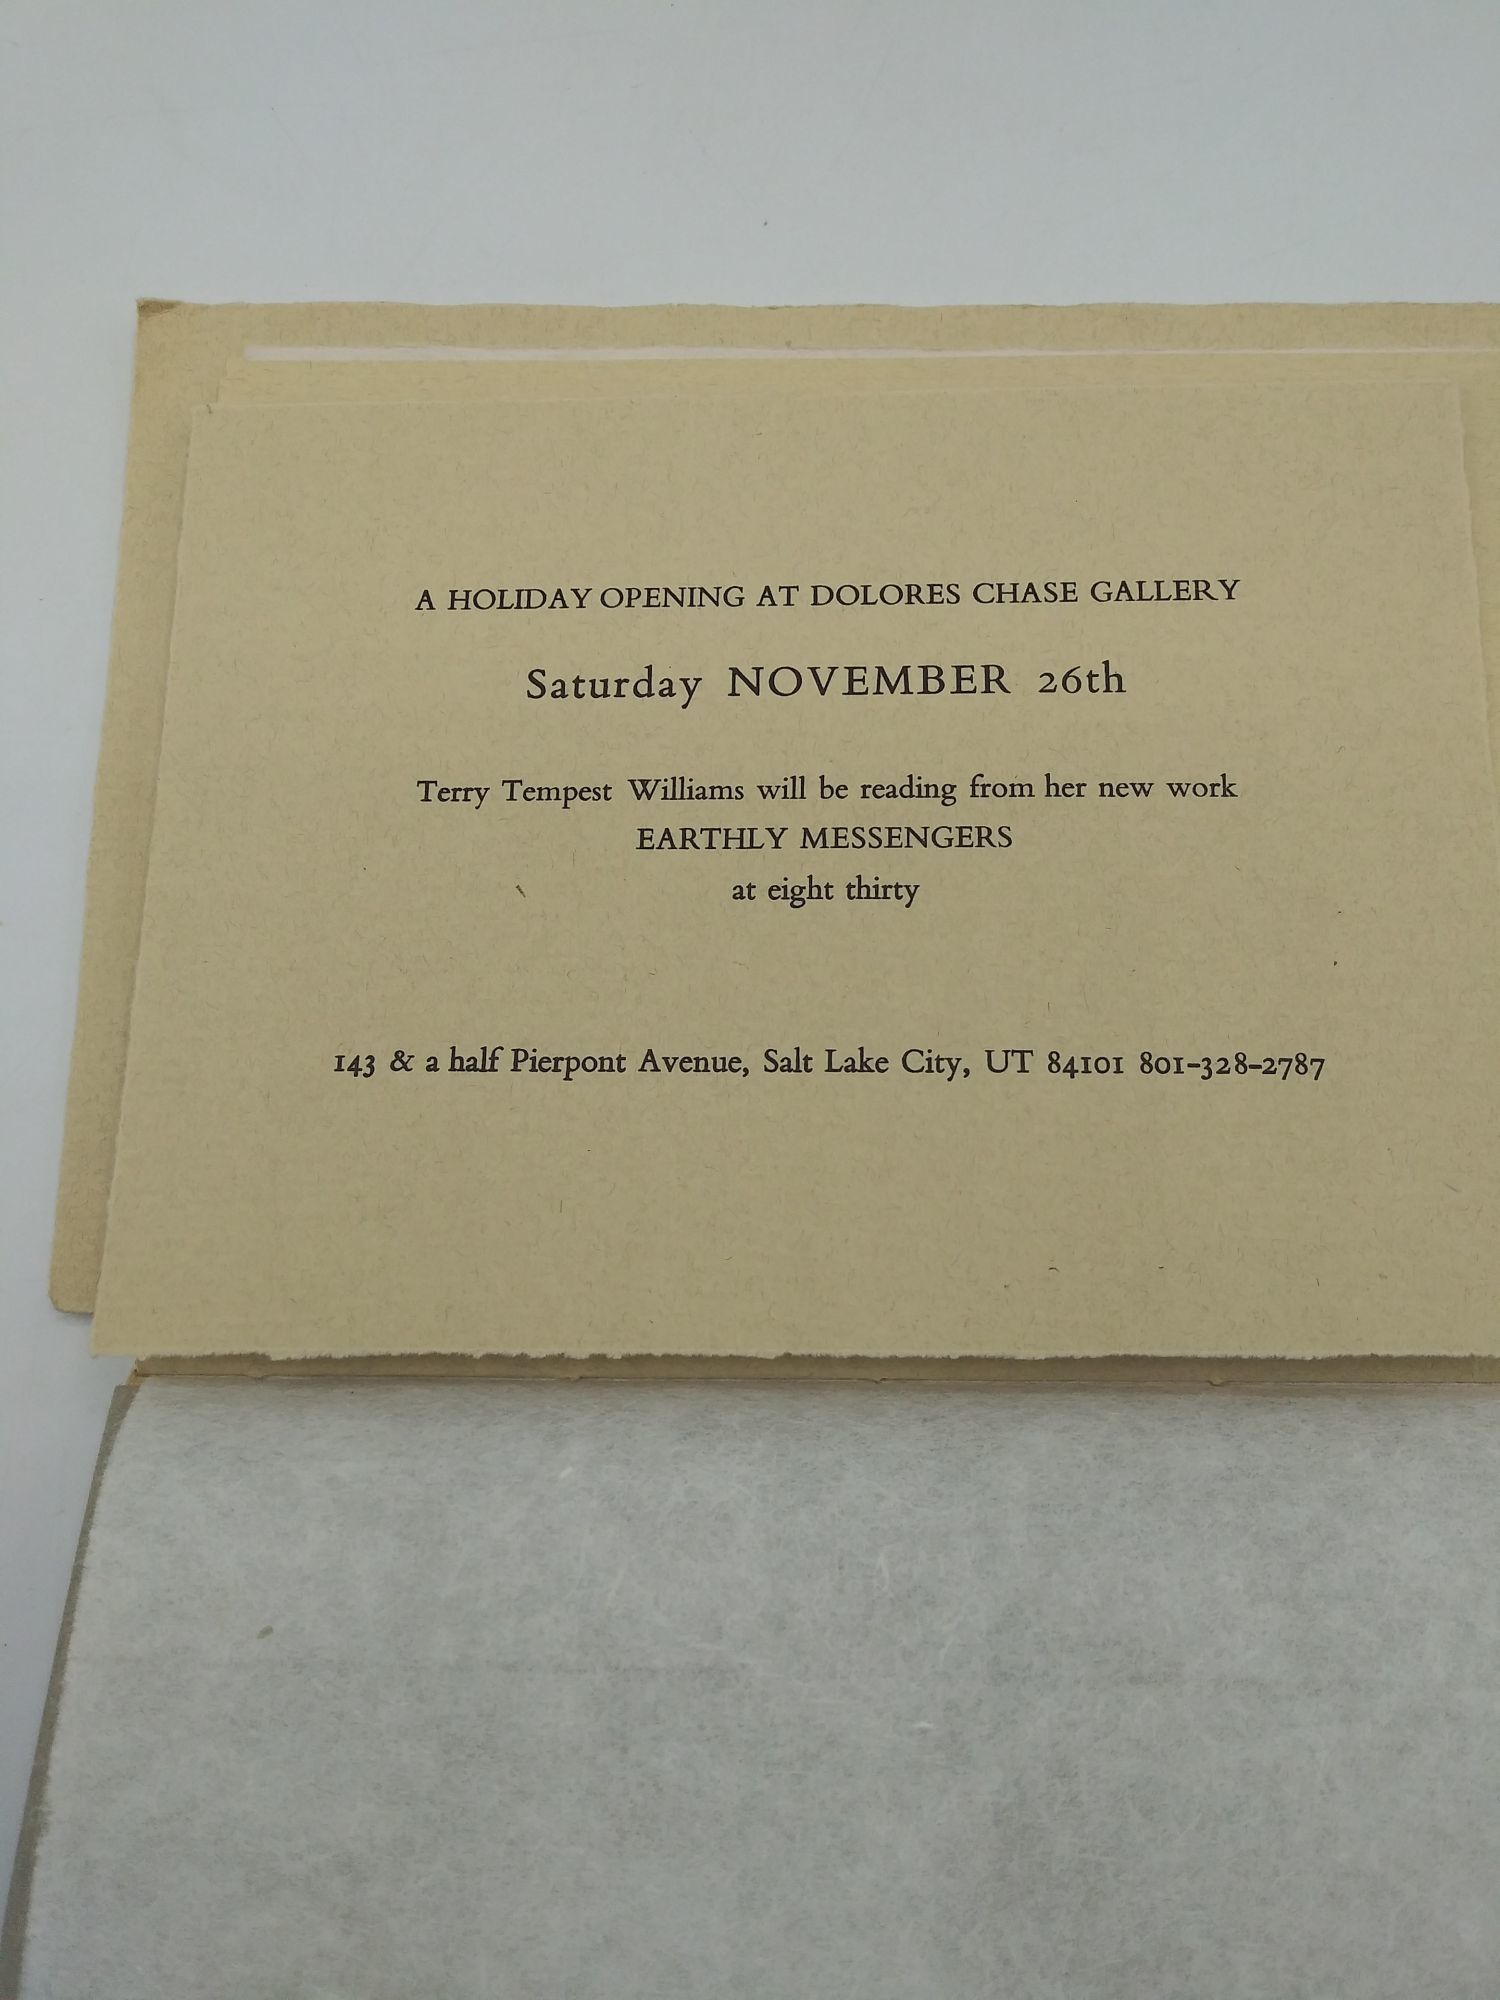 A HOLIDAY OPENING AT DOLORES CHASE GALLERY
Saturday NOVEMBER 26th
Terry Tempest Williams will be reading from her new work
EARTHLY MESSENGERS
at eight thirty
143 & a half Pierpont Avenue, Salt Lake City, UT 84101 801-328-2787